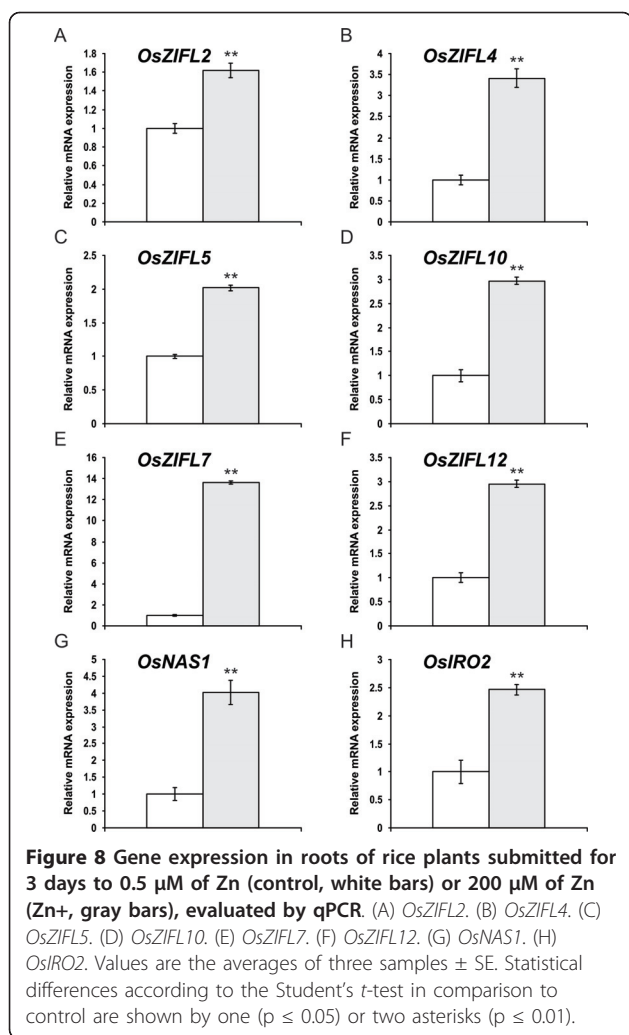 A
OsZIFL2
**
Relative mRNA expression
1.8
1.6
1.4
1.2
1
0.8
0.6
0.4
0.2
0
B
OsZIFL4
**
Relative mRNA expression
4
3.5
3
2.5
2
1.5
1
0.5
0
C
OsZIFL5
**
Relative mRNA expression
2.5
2
1.5
1
0.5
0
D
OsZIFL10
**
Relative mRNA expression
3.5
3
2.5
2
1.5
1
0.5
0
E
OsZIFL7
**
Relative mRNA expression
16
14
12
10
8
6
4
2
0
F
OsZIFL12
**
Relative mRNA expression
3.5
3
2.5
2
1.5
1
0.5
0
G
OsNAS1
**
Relative mRNA expression
5
4.5
4
3.5
3
2.5
2
1.5
1
0.5
0
H
OsIRO2
**
Relative mRNA expression
3
2.5
2
1.5
1
0.5
0
Figure 8 Gene expression in roots of rice plants submitted for
3 days to 0.5 μM of Zn (control, white bars) or 200 μM of Zn
(Zn+, gray bars), evaluated by qPCR. (A) OsZIFL2. (B) OsZIFL4. (C)
OsZIFL5. (D) OsZIFL10. (E) OsZIFL7. (F) OsZIFL12. (G) OsNAS1. (H)
OsIRO2. Values are the averages of three samples ± SE. Statistical
differences according to the Student's t-test in comparison to
control are shown by one (p ≤ 0.05) or two asterisks (p ≤ 0.01).